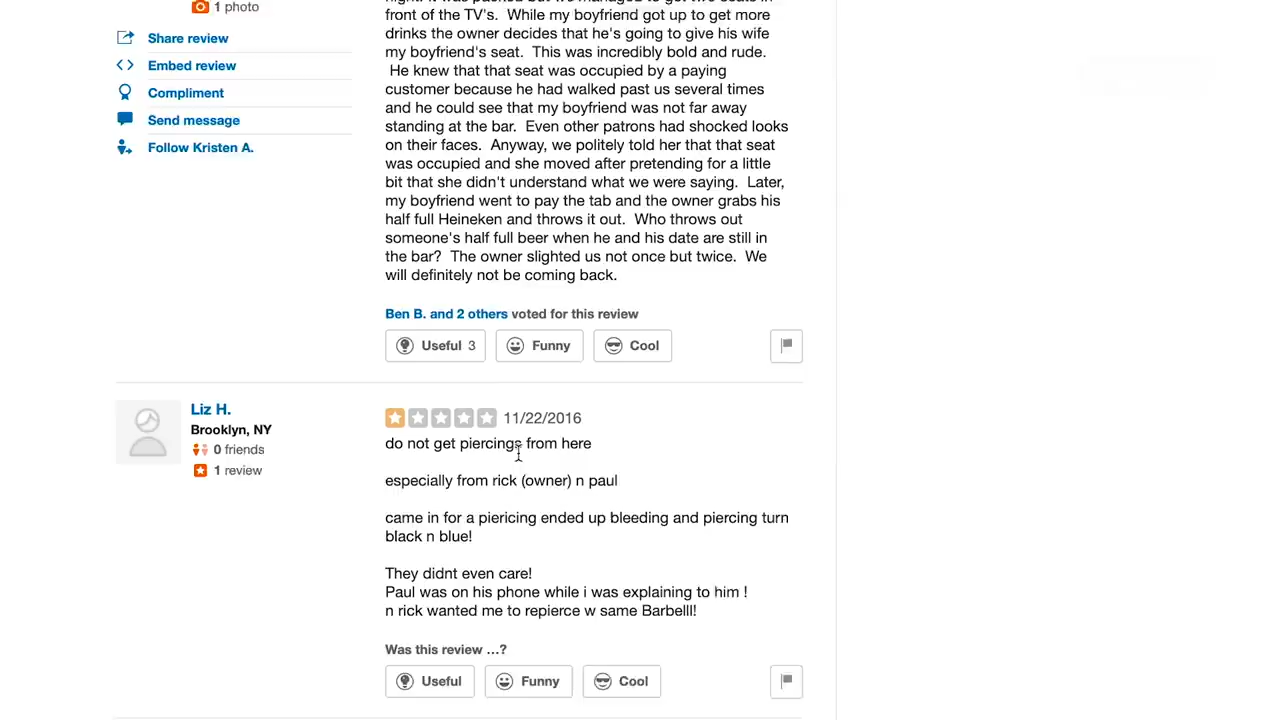 1 photo
Share review
Embed review
Compliment
Send message
Follow Kristen A.
front of the TV's. While my boyfriend got up to get more
drinks the owner decides that he's going to give his wife
my boyfriend's seat. This was incredibly bold and rude.
He knew that that seat was occupied by a paying
customer because he had walked past us several times
and he could see that my boyfriend was not far away
standing at the bar. Even other patrons had shocked looks
on their faces. Anyway, we politely told her that that seat
was occupied and she moved after pretending for a little
bit that she didn't understand what we were saying. Later,
my boyfriend went to pay the tab and the owner grabs his
half full Heineken and throws it out. Who throws out
someone's half full beer when he and his date are still in
the bar? The owner slighted us not once but twice. We
will definitely not be coming back.
Ben B. and 2 others voted for this review
Useful 3
Funny
Cool
Liz H.
Brooklyn, NY
0 friends
1 review
11/22/2016
do not get piercings from here
especially from rick (owner) n paul
came in for a piericing ended up bleeding and piercing turn
black n blue!
They didnt even care!
Paul was on his phone while i was explaining to him !
n rick wanted me to repierce w same Barbelll!
Was this review ...?
Useful
Funny
Cool